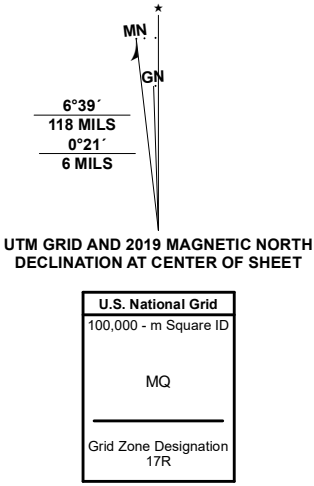 ★
MN
GN
6°39´
118 MILS
0°21´
6 MILS
UTM GRID AND 2019 MAGNETIC NORTH
DECLINATION AT CENTER OF SHEET
U.S. National Grid
100,000 - m Square ID
MQ
Grid Zone Designation
17R